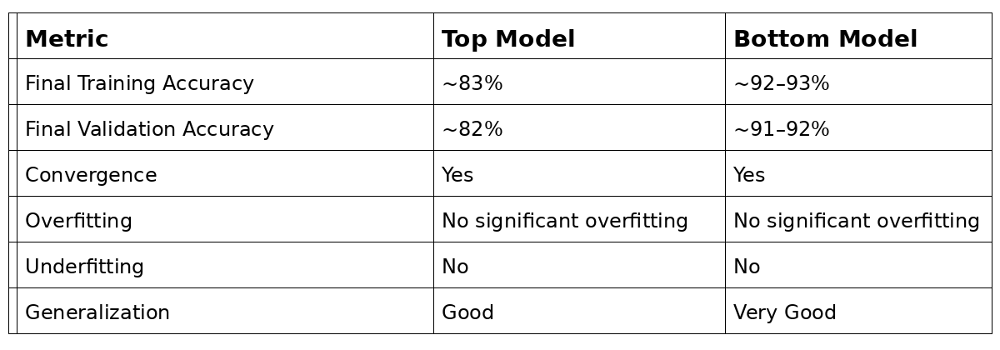 Metric Top Model Bottom Model
Final Training Accuracy ~83% ~92–93%
Final Validation Accuracy ~82% ~91–92%
Convergence Yes Yes
Overfitting No significant overfitting No significant overfitting
Underfitting No No
Generalization Good Very Good